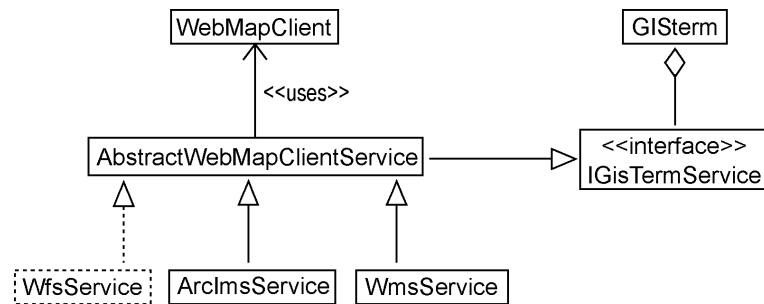 WebMapClient
GISterm
<<uses>>
AbstractWebMapClientService
<<interface>>
IGisTermService
WfsService
ArcImsService
WmsService